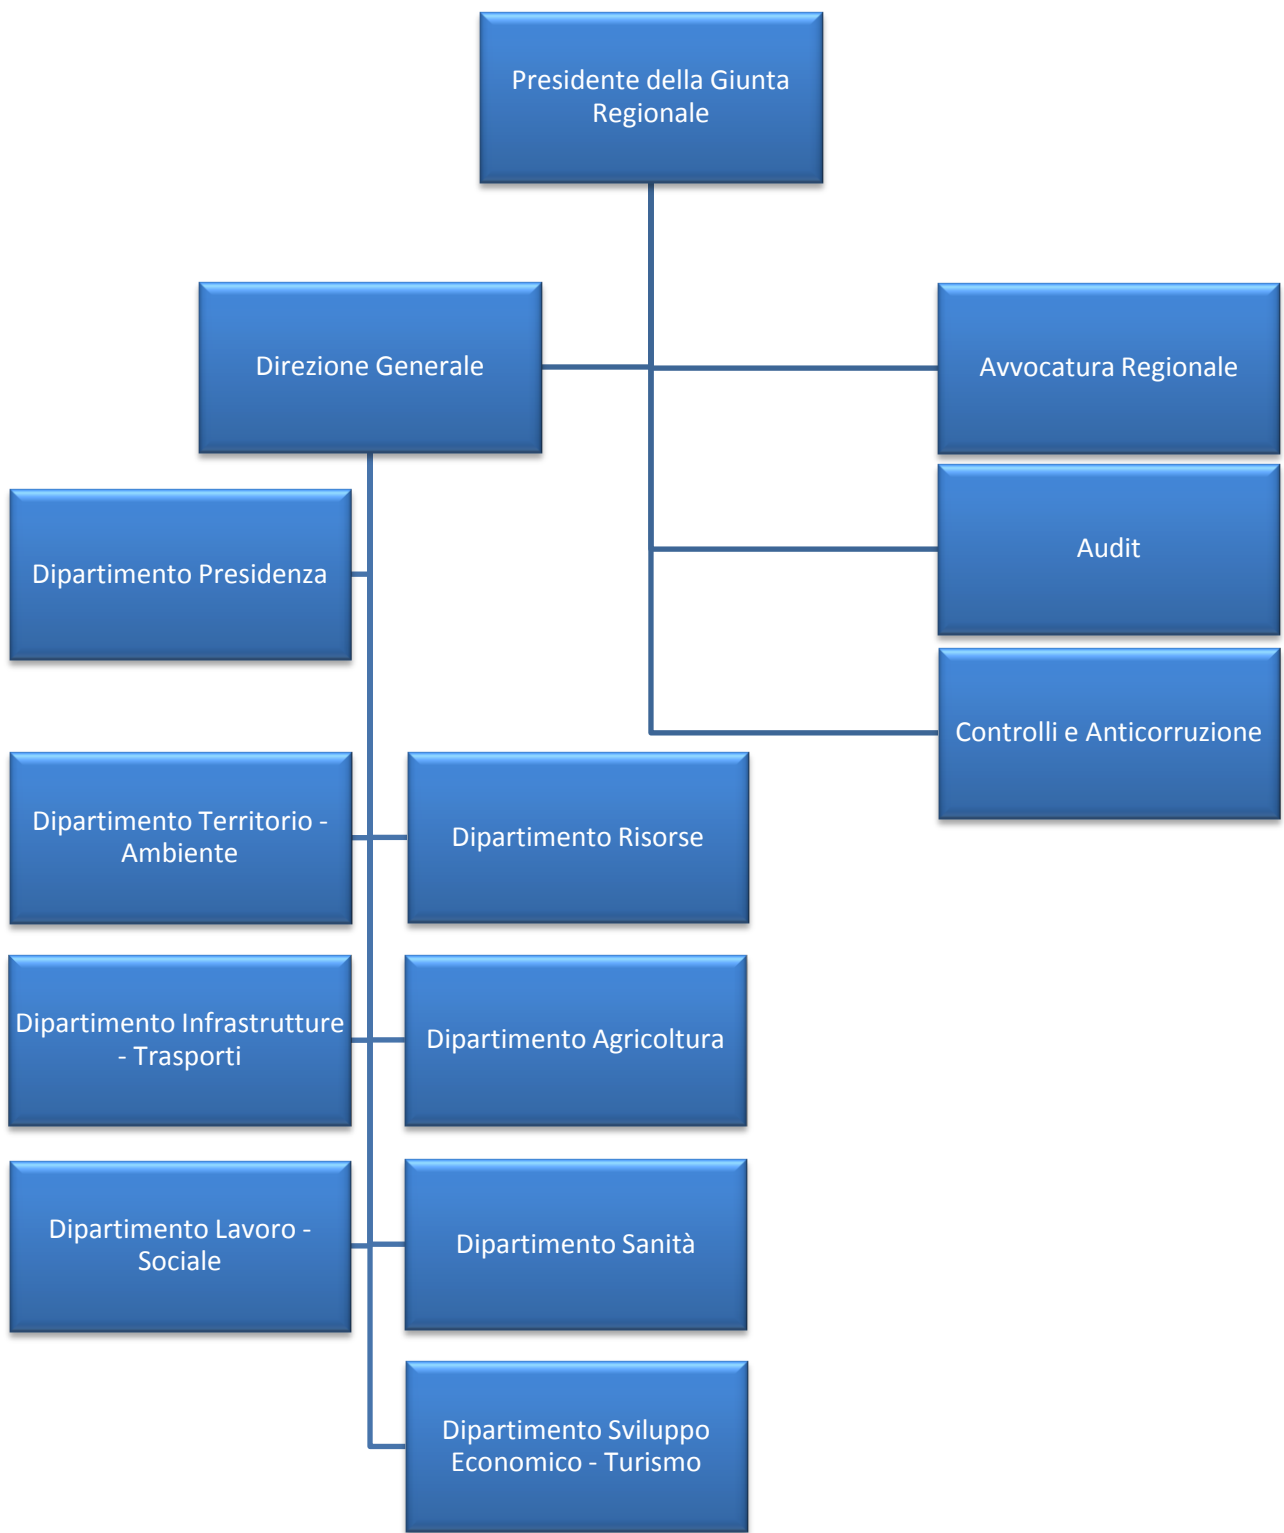 Presidente della Giunta
Regionale
Direzione Generale
Avvocatura Regionale
Audit
Dipartimento Presidenza
Controlli e Anticorruzione
Dipartimento Territorio -
Ambiente
Dipartimento Risorse
Dipartimento Infrastrutture
- Trasporti
Dipartimento Agricoltura
Dipartimento Lavoro -
Sociale
Dipartimento Sanità
Dipartimento Sviluppo
Economico - Turismo